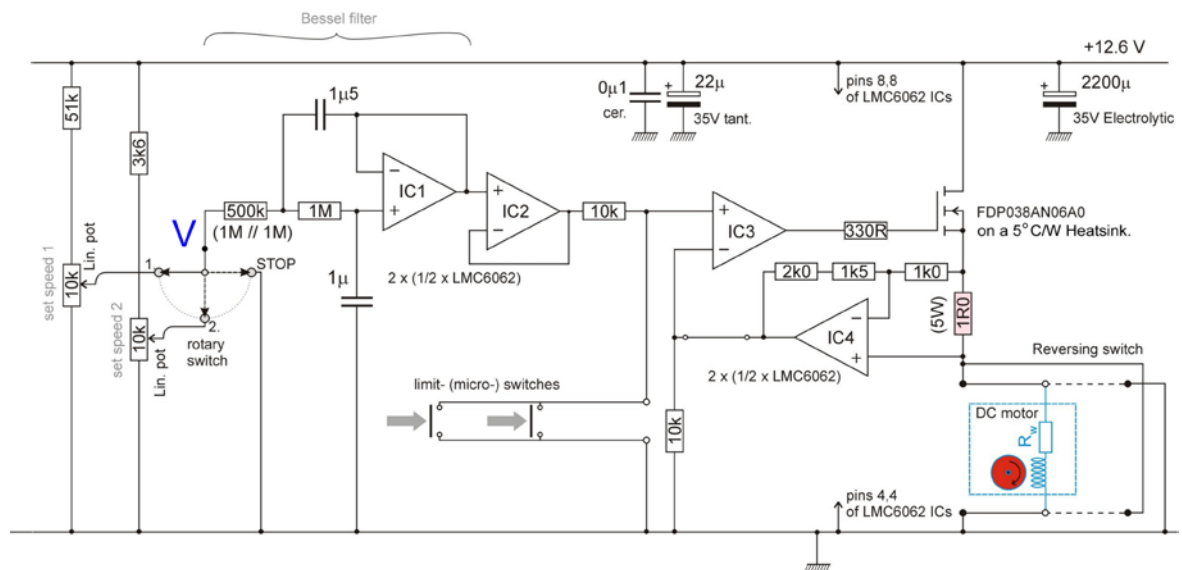 Bessel filter
+12.6 V
51k
3k6
1µ5
0µ1
cer.
+
22µ
35V tant.
pins 8,8
of LMC6062 ICs
+
2200µ
35V Electrolytic
V
500k
(1M // 1M)
1M
−
+
IC1
+
−
IC2
2 x (1/2 x LMC6062)
10k
+
−
IC3
330R
FDP038AN06A0
on a 5°C/W Heatsink.
set speed 1
10k
Lin. pot
1.
STOP
2.
rotary
switch
set speed 2
10k
Lin. pot
1µ
2k0
1k5
1k0
(5W)
1R0
−
+
IC4
2 x (1/2 x LMC6062)
Reversing switch
limit- (micro-) switches
10k
DC motor
Rw
pins 4,4
of LMC6062 ICs